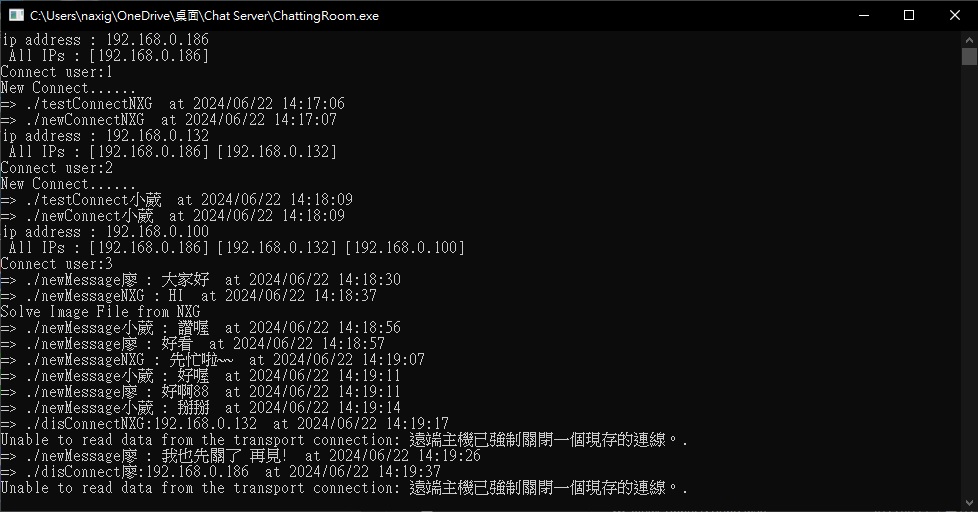 C:\Users\naxig\OneDrive\桌面\Chat Server\ChattingRoom.exe
ip address : 192.168.0.186
All IPs : [192.168.0.186]
Connect user:1
New Connect......
=> ./testConnectNXG  at 2024/06/22 14:17:06
=> ./newConnectNXG  at 2024/06/22 14:17:07
ip address : 192.168.0.132
All IPs : [192.168.0.186] [192.168.0.132]
Connect user:2
New Connect......
=> ./testConnect小葳  at 2024/06/22 14:18:09
=> ./newConnect小葳  at 2024/06/22 14:18:09
ip address : 192.168.0.100
All IPs : [192.168.0.186] [192.168.0.132] [192.168.0.100]
Connect user:3
=> ./newMessage廖 : 大家好  at 2024/06/22 14:18:30
=> ./newMessageNXG : HI  at 2024/06/22 14:18:37
Solve Image File from NXG
=> ./newMessage小葳 : 讚喔  at 2024/06/22 14:18:56
=> ./newMessage廖 : 好看  at 2024/06/22 14:18:57
=> ./newMessageNXG : 先忙啦~~  at 2024/06/22 14:19:07
=> ./newMessage小葳 : 好喔  at 2024/06/22 14:19:11
=> ./newMessage廖 : 好啊88  at 2024/06/22 14:19:11
=> ./newMessage小葳 : 掰掰  at 2024/06/22 14:19:14
=> ./disConnectNXG:192.168.0.132  at 2024/06/22 14:19:17
Unable to read data from the transport connection: 遠端主機已強制關閉一個現存的連線。.
=> ./newMessage廖 : 我也先關了 再見!  at 2024/06/22 14:19:26
=> ./disConnect廖:192.168.0.186  at 2024/06/22 14:19:37
Unable to read data from the transport connection: 遠端主機已強制關閉一個現存的連線。.